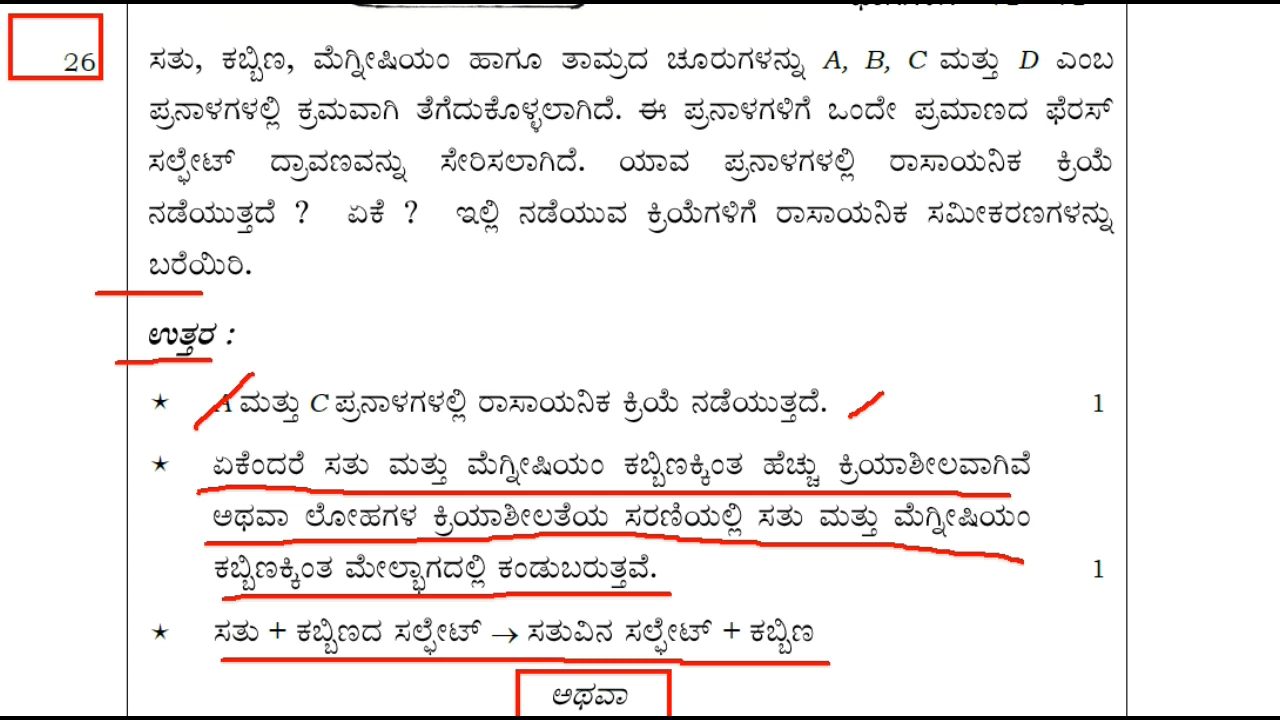 26
ಸತು, ಕಬ್ಬಿಣ, ಮೆಗ್ನೀಷಿಯಂ ಹಾಗೂ ತಾಮ್ರದ ಚೂರುಗಳನ್ನು A, B, C ಮತ್ತು D ಎಂಬ
ಪ್ರನಾಳಗಳಲ್ಲಿ ಕ್ರಮವಾಗಿ ತೆಗೆದುಕೊಳ್ಳಲಾಗಿದೆ. ಈ ಪ್ರನಾಳಗಳಿಗೆ ಒಂದೇ ಪ್ರಮಾಣದ ಫೆರಸ್
ಸಲ್ಫೇಟ್ ದ್ರಾವಣವನ್ನು ಸೇರಿಸಲಾಗಿದೆ. ಯಾವ ಪ್ರನಾಳಗಳಲ್ಲಿ ರಾಸಾಯನಿಕ ಕ್ರಿಯೆ
ನಡೆಯುತ್ತದೆ ? ಏಕೆ ? ಇಲ್ಲಿ ನಡೆಯುವ ಕ್ರಿಯೆಗಳಿಗೆ ರಾಸಾಯನಿಕ ಸಮೀಕರಣಗಳನ್ನು
ಬರೆಯಿರಿ.
ಉತ್ತರ :
★ A ಮತ್ತು C ಪ್ರನಾಳಗಳಲ್ಲಿ ರಾಸಾಯನಿಕ ಕ್ರಿಯೆ ನಡೆಯುತ್ತದೆ. 1
★ ಏಕೆಂದರೆ ಸತು ಮತ್ತು ಮೆಗ್ನೀಷಿಯಂ ಕಬ್ಬಿಣಕ್ಕಿಂತ ಹೆಚ್ಚು ಕ್ರಿಯಾಶೀಲವಾಗಿವೆ
ಅಥವಾ ಲೋಹಗಳ ಕ್ರಿಯಾಶೀಲತೆಯ ಸರಣಿಯಲ್ಲಿ ಸತು ಮತ್ತು ಮೆಗ್ನೀಷಿಯಂ
ಕಬ್ಬಿಣಕ್ಕಿಂತ ಮೇಲ್ಭಾಗದಲ್ಲಿ ಕಂಡುಬರುತ್ತವೆ. 1
★ ಸತು + ಕಬ್ಬಿಣದ ಸಲ್ಫೇಟ್ → ಸತುವಿನ ಸಲ್ಫೇಟ್ + ಕಬ್ಬಿಣ
ಅಥವಾ